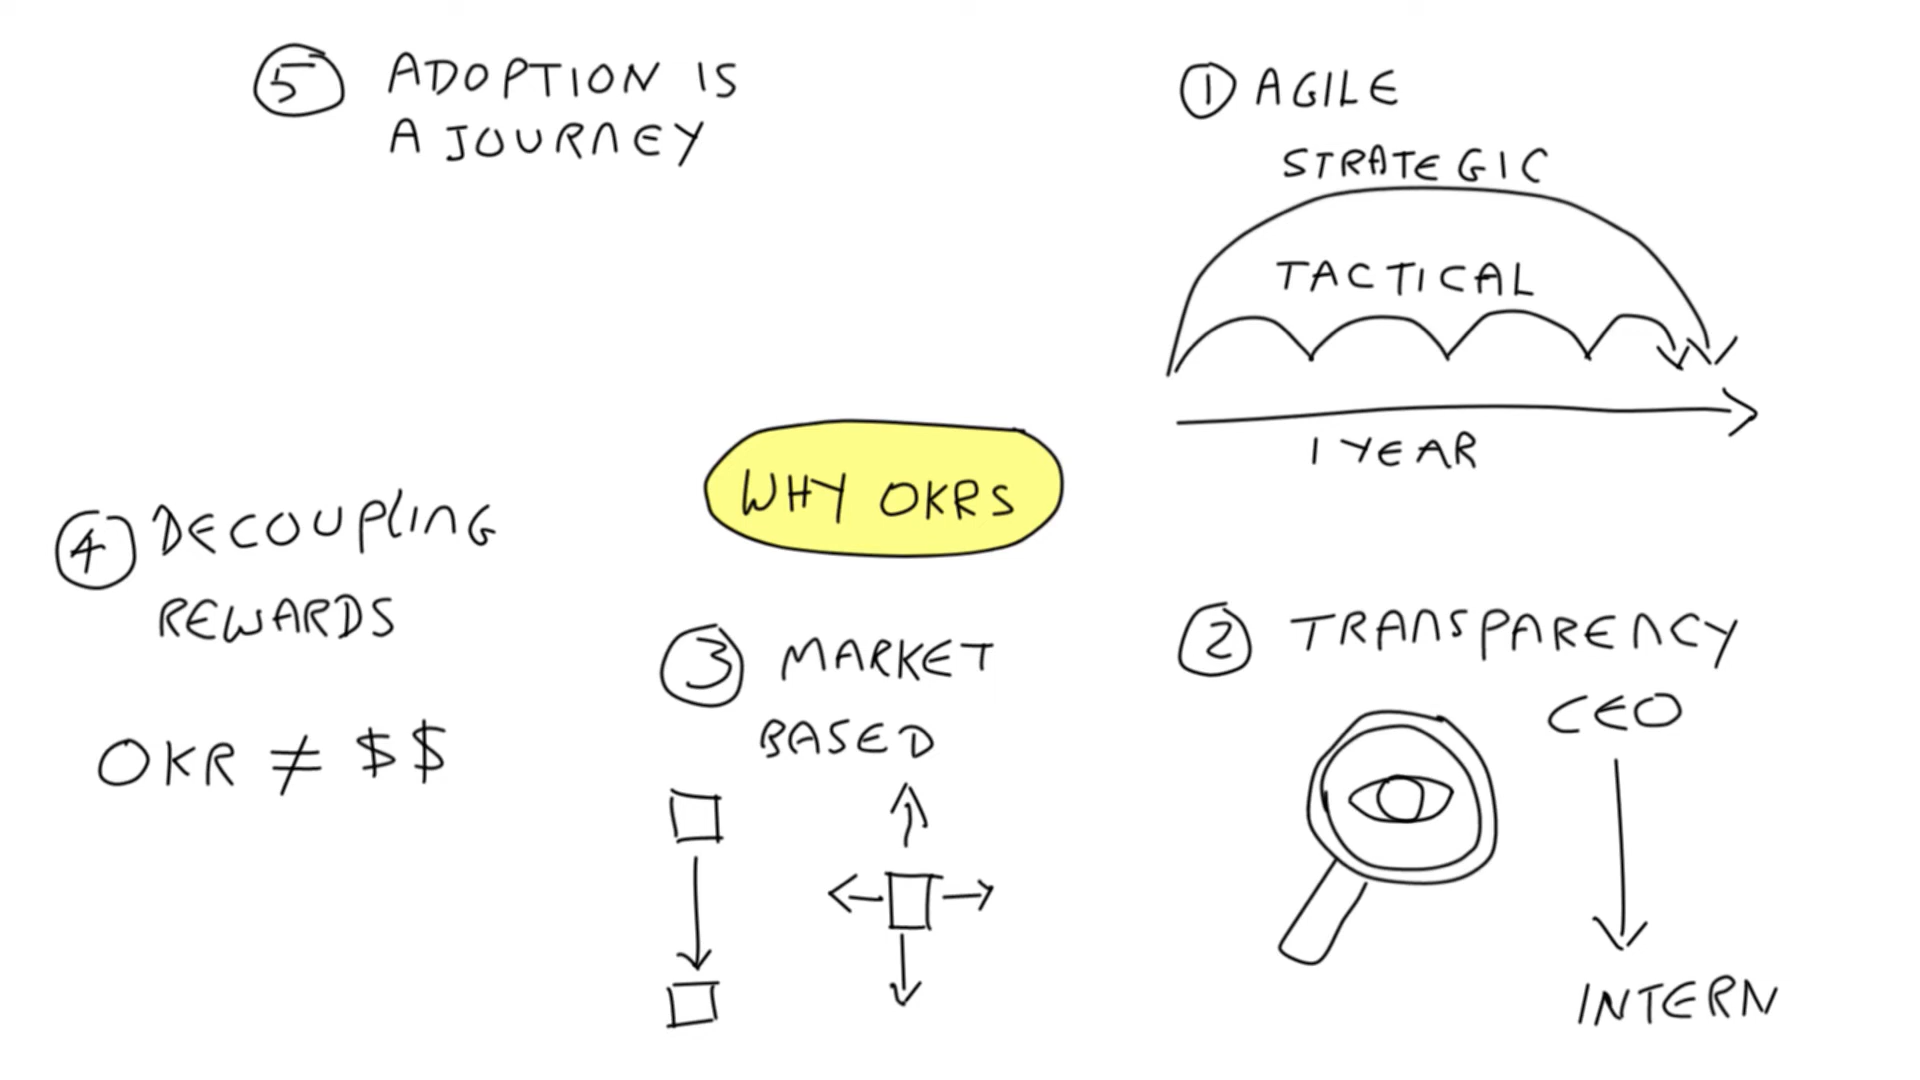 WHY OKRS
① AGILE
STRATEGIC
TACTICAL
1 YEAR
② TRANSPARENCY
CEO
INTERN
③ MARKET
BASED
④ DECOUPLING
REWARDS
OKR ≠ $$
⑤ ADOPTION IS
A JOURNEY